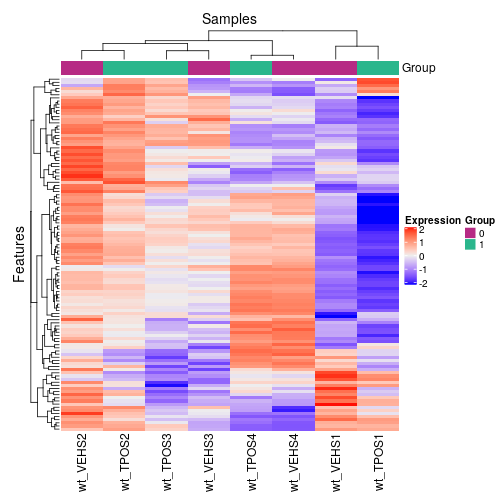 Samples
Group
Features
Expression
2
1
0
-1
-2
Group
0
1
wt_VEHS2
wt_TPOS2
wt_TPOS3
wt_VEHS3
wt_TPOS4
wt_VEHS4
wt_VEHS1
wt_TPOS1